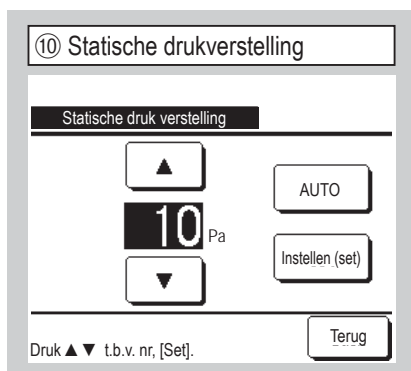 ⑩ Statische drukverstelling
Statische druk verstelling
▲
AUTO
10 Pa
Instellen (set)
▼
Terug
Druk ▲ ▼ t.b.v. nr, [Set].